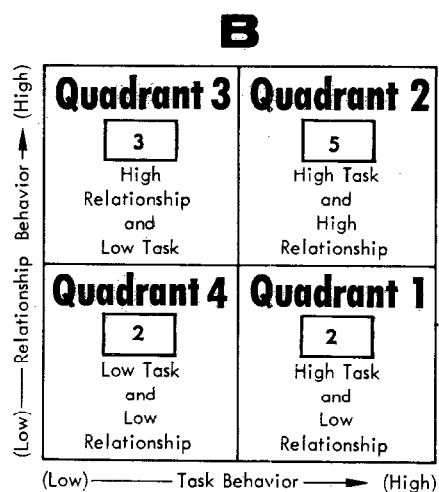 B
Quadrant 3
3
High
Relationship
and
Low Task
Quadrant 2
5
High Task
and
High
Relationship
Quadrant 4
2
Low Task
and
Low
Relationship
Quadrant 1
2
High Task
and
Low
Relationship
(Low) Relationship Behavior (High)
(Low) Task Behavior (High)